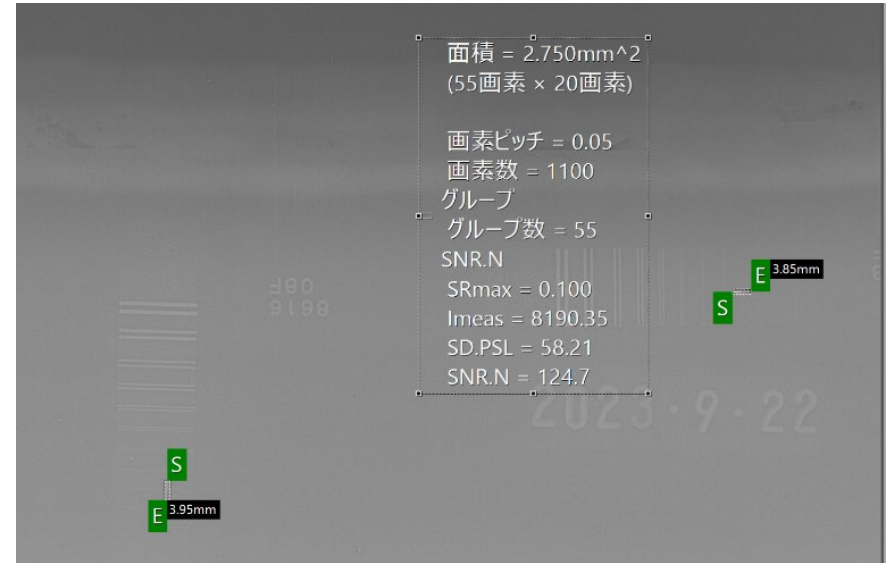 面積 = 2.750mm^2
(55画素 × 20画素)
画素ピッチ = 0.05
画素数 = 1100
グループ
グループ数 = 55
SNR.N
SRmax = 0.100
Imeas = 8190.35
SD.PSL = 58.21
SNR.N = 124.7
E 3.85mm
S
2023・9・22
S
E 3.95mm